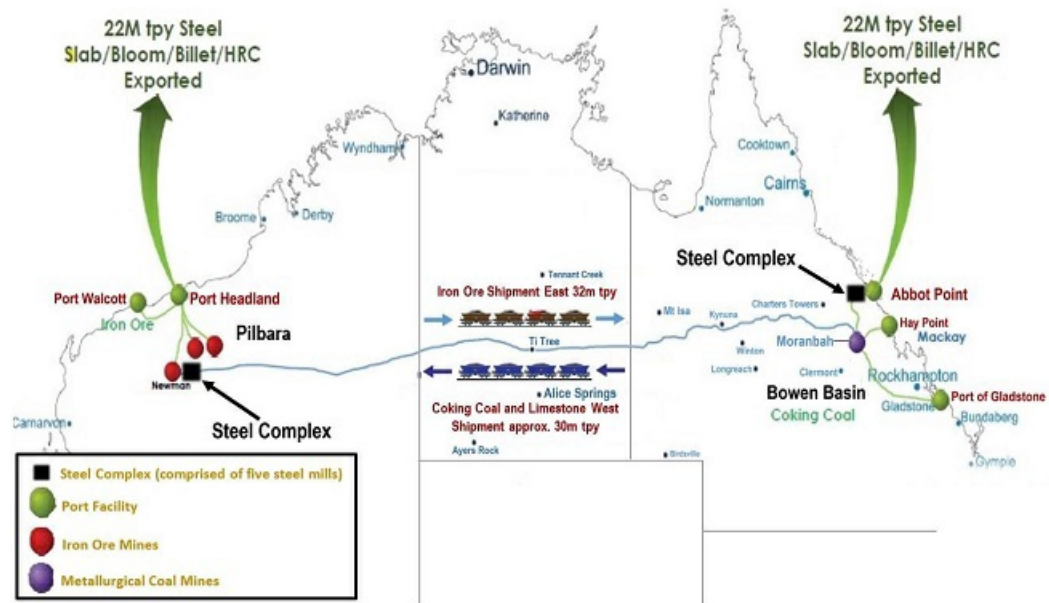 22M tpy Steel
Slab/Bloom/Billet/HRC
Exported
22M tpy Steel
Slab/Bloom/Billet/HRC
Exported
Darwin
Katherine
Wyndham
Cooktown
Cairns
Normanton
Broome
Derby
Steel Complex
Tennant Creek
Port Walcott
Port Headland
Iron Ore Shipment East 32m tpy
Abbot Point
Iron Ore
Pilbara
Mt Isa
Kynuna
Charters Towers
Hay Point
Mackay
Ti Tree
Winton
Moranbah
Newman
Longreach
Clermont
Rockhampton
Alice Springs
Bowen Basin
Port of Gladstone
Steel Complex
Coking Coal and Limestone West
Shipment approx. 30m tpy
Coking Coal
Gladstone
Bundaberg
Carnarvon
Ayers Rock
Birdsville
Gympie
Steel Complex (comprised of five steel mills)
Port Facility
Iron Ore Mines
Metallurgical Coal Mines